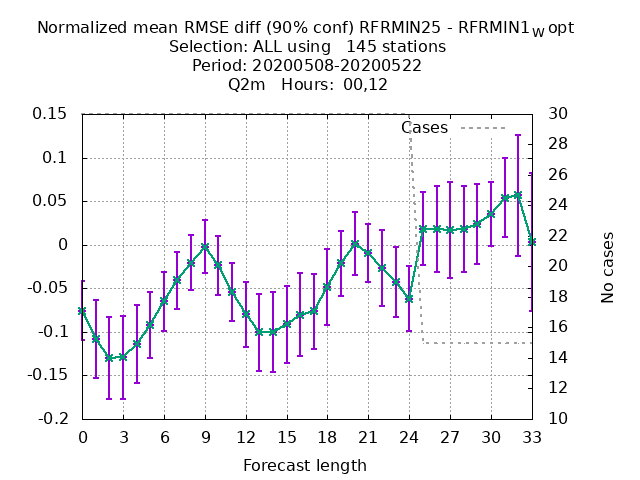 Normalized mean RMSE diff (90% conf) RFRMIN25 - RFRMIN1wopt
Selection: ALL using   145 stations
Period: 20200508-20200522
Q2m   Hours:  00,12
0.15
0.1
0.05
0
-0.05
-0.1
-0.15
-0.2
Cases
30
28
26
24
22
20
18
16
14
12
10
No cases
0 3 6 9 12 15 18 21 24 27 30 33
Forecast length